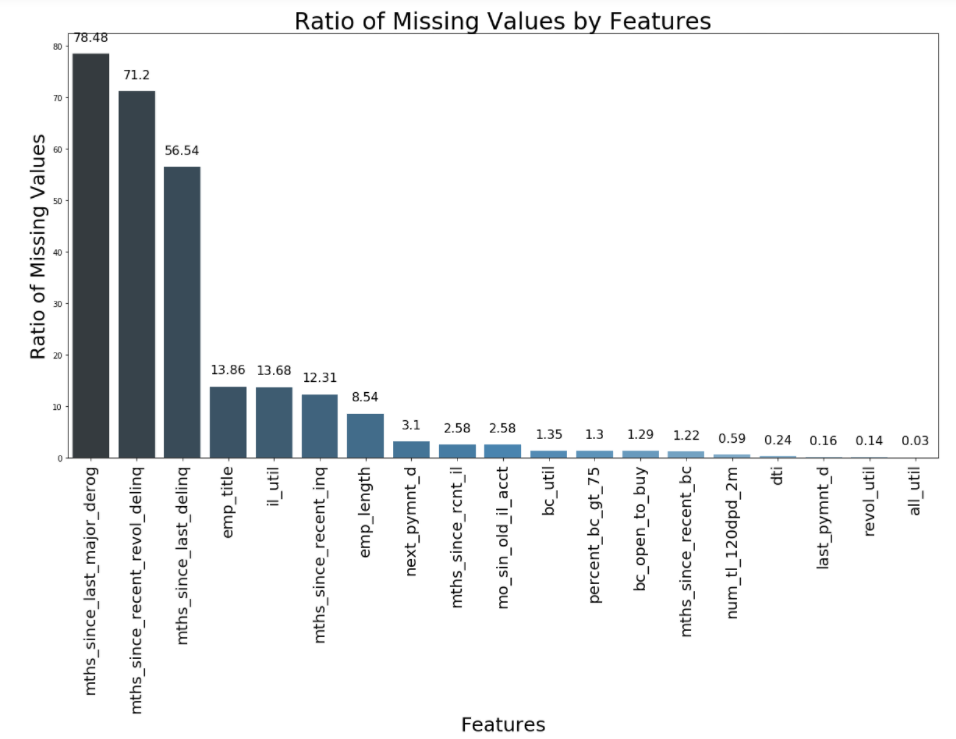 Ratio of Missing Values by Features
Ratio of Missing Values
80
70
60
50
40
30
20
10
0
78.48
71.2
56.54
13.86
13.68
12.31
8.54
3.1
2.58
2.58
1.35
1.3
1.29
1.22
0.59
0.24
0.16
0.14
0.03
mths_since_last_major_derog
mths_since_recent_revol_delinq
mths_since_last_delinq
emp_title
il_util
mths_since_recent_inq
emp_length
next_pymnt_d
mths_since_rcnt_il
mo_sin_old_il_acct
bc_util
percent_bc_gt_75
bc_open_to_buy
mths_since_recent_bc
num_tl_120dpd_2m
dti
last_pymnt_d
revol_util
all_util
Features